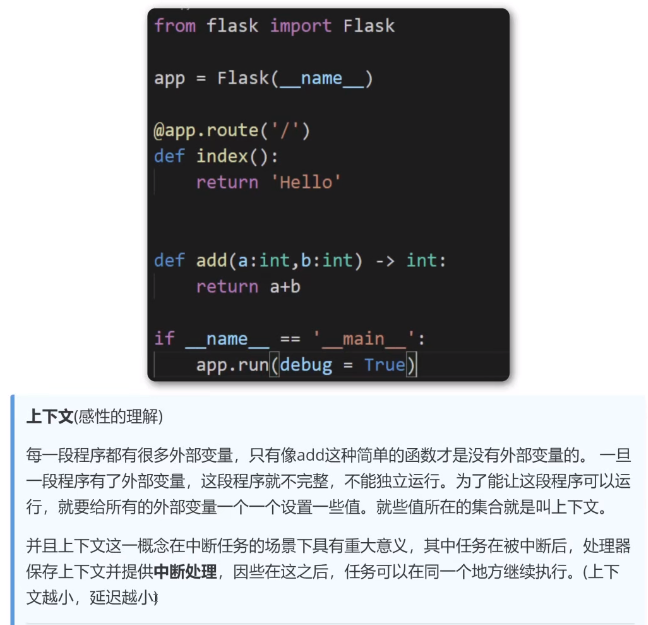 from flask import Flask
app = Flask(__name__)
@app.route('/')
def index():
    return 'Hello'
def add(a:int,b:int) -> int:
    return a+b
if __name__ == '__main__':
    app.run(debug = True)
上下文(感性的理解)
每一段程序都有很多外部变量，只有像add这种简单的函数才是没有外部变量的。 一旦
一段程序有了外部变量，这段程序就不完整，不能独立运行。为了能让这段程序可以运
行，就要给所有的外部变量一个一个设置一些值。就些值所在的集合就是叫上下文。
并且上下文这一概念在中断任务的场景下具有重大意义，其中任务在被中断后，处理器
保存上下文并提供中断处理，因些在这之后，任务可以在同一个地方继续执行。(上下
文越小，延迟越小)